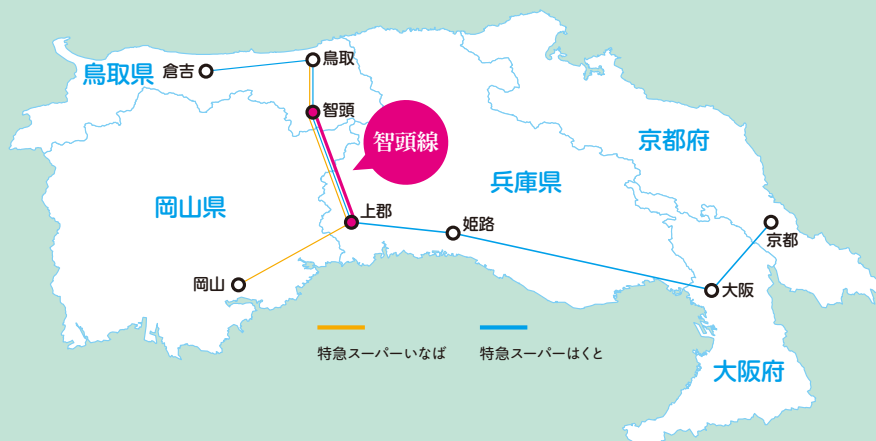 鳥取
鳥取県
倉吉
智頭
智頭線
京都府
兵庫県
岡山県
上郡
姫路
京都
岡山
大阪
特急スーパーいなば
特急スーパーはくと
大阪府